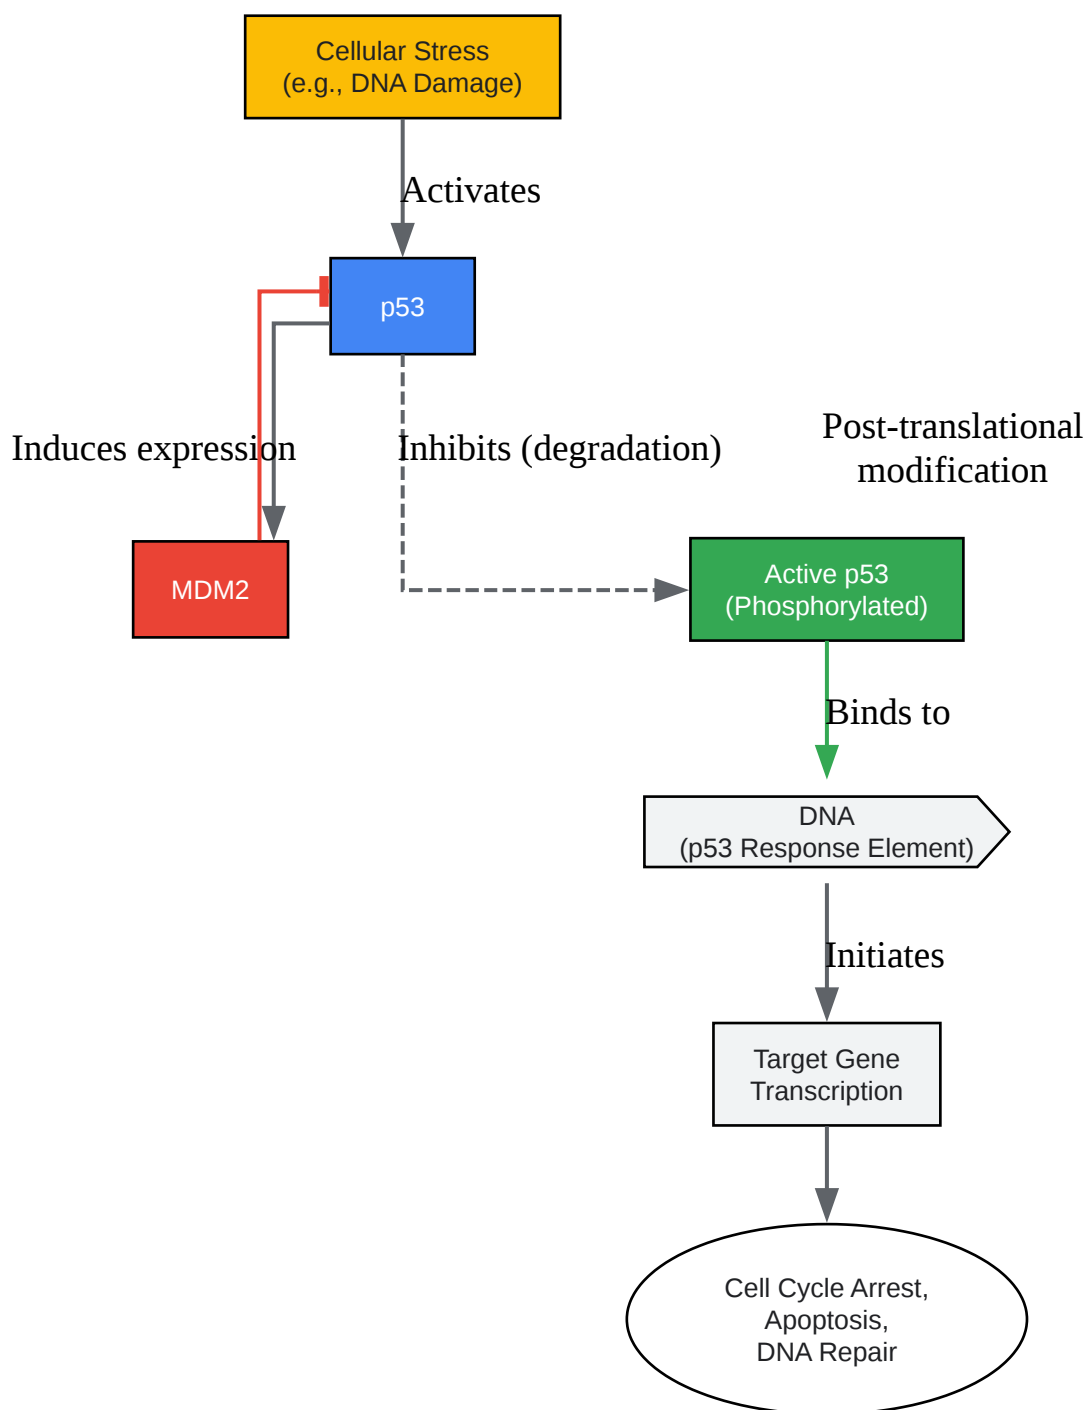 Cellular Stress
(e.g., DNA Damage)
Activates
p53
Induces expression
Inhibits (degradation)
Post-translational
modification
MDM2
Active p53
(Phosphorylated)
Binds to
DNA
(p53 Response Element)
Initiates
Target Gene
Transcription
Cell Cycle Arrest,
Apoptosis,
DNA Repair